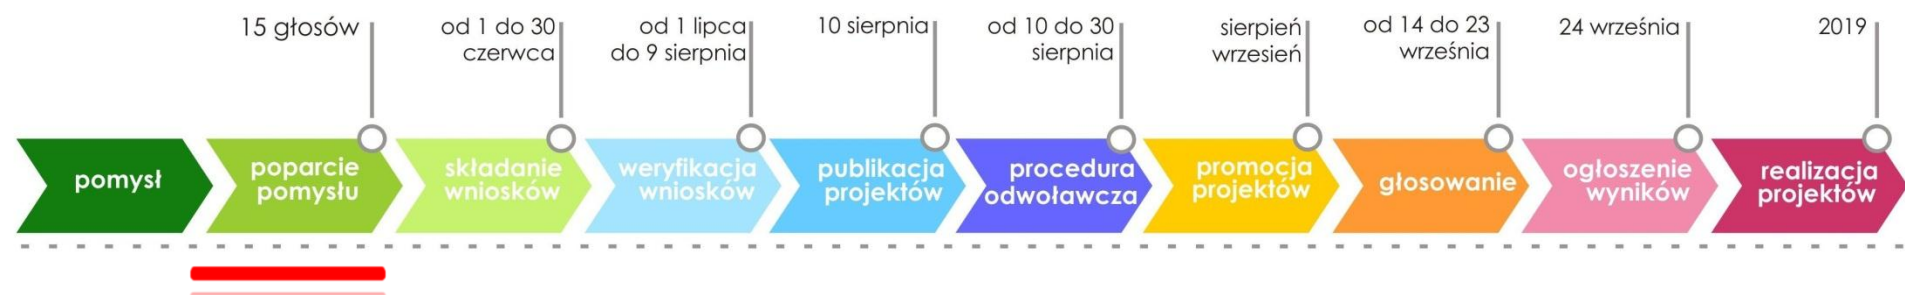 15 głosów
od 1 do 30
czerwca
od 1 lipca
do 9 sierpnia
10 sierpnia
od 10 do 30
sierpnia
sierpień
wrzesień
od 14 do 23
września
24 września
2019
pomysł
poparcie
pomysłu
składanie
wniosków
weryfikacja
wniosków
publikacja
projektów
procedura
odwoławcza
promocja
projektów
głosowanie
ogłoszenie
wyników
realizacja
projektów